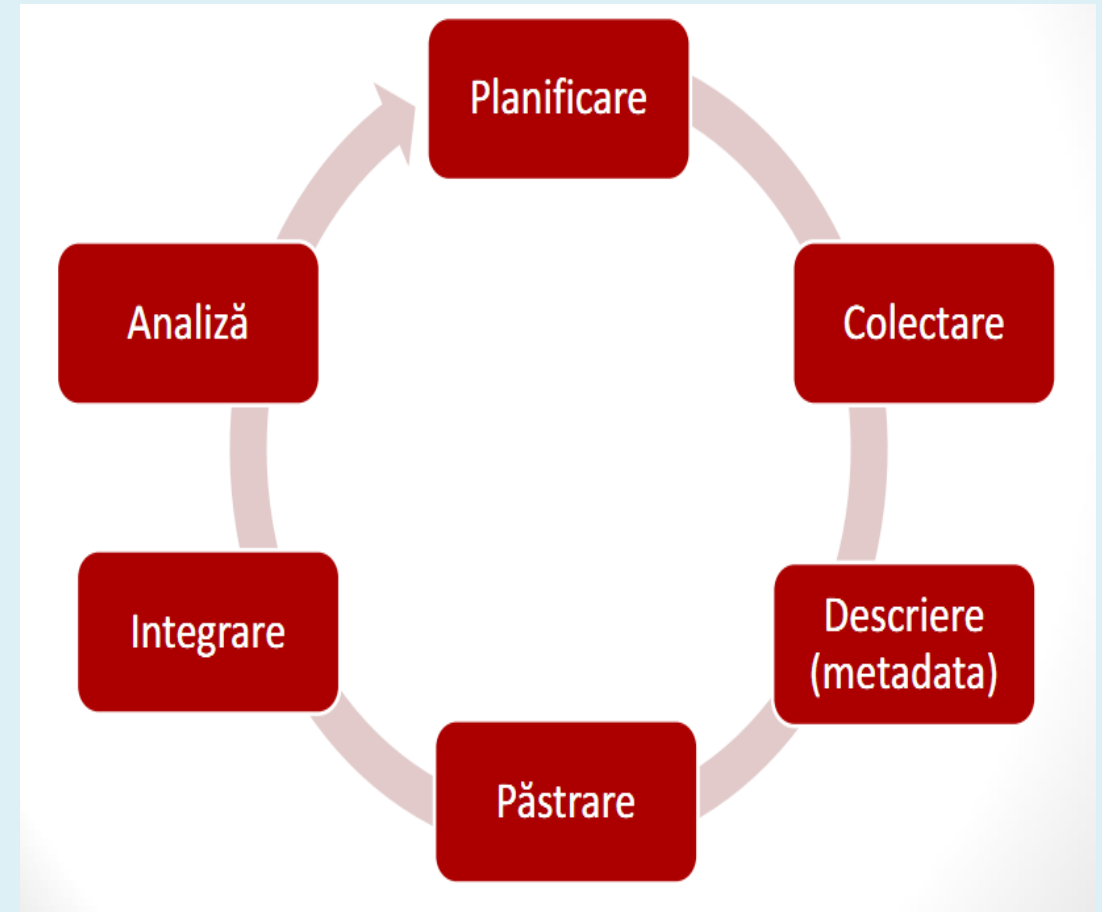 Planificare
Colectare
Descriere
(metadata)
Păstrare
Integrare
Analiză